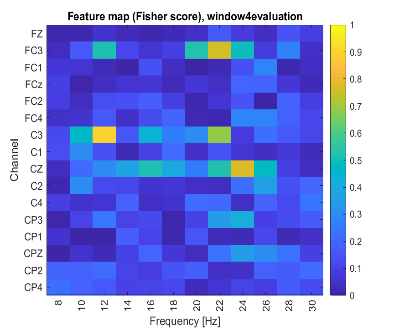 Feature map (Fisher score), window4evaluation
FZ
FC3
FC1
FCz
FC2
FC4
C3
C1
CZ
C2
C4
CP3
CP1
CPZ
CP2
CP4
Channel
8 10 12 14 16 18 20 22 24 26 28 30
Frequency [Hz]
1
0.9
0.8
0.7
0.6
0.5
0.4
0.3
0.2
0.1
0